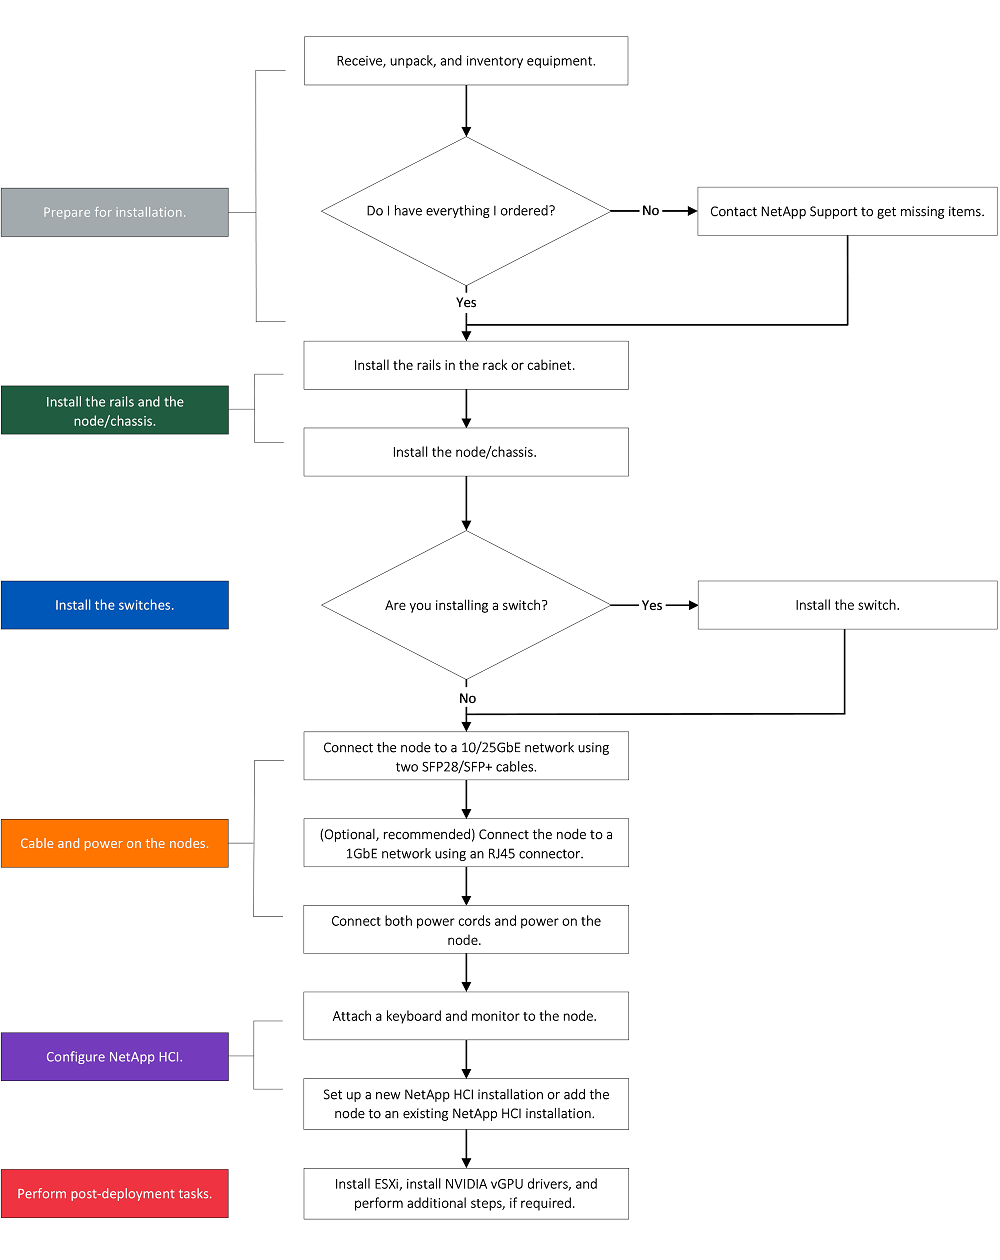 Receive, unpack, and inventory equipment.
Prepare for installation.
Do I have everything I ordered?
No
Contact NetApp Support to get missing items.
Yes
Install the rails in the rack or cabinet.
Install the rails and the
node/chassis.
Install the node/chassis.
Install the switches.
Are you installing a switch?
Yes
Install the switch.
No
Connect the node to a 10/25GbE network using
two SFP28/SFP+ cables.
Cable and power on the nodes.
(Optional, recommended) Connect the node to a
1GbE network using an RJ45 connector.
Connect both power cords and power on the
node.
Attach a keyboard and monitor to the node.
Configure NetApp HCI.
Set up a new NetApp HCI installation or add the
node to an existing NetApp HCI installation.
Perform post-deployment tasks.
Install ESXi, install NVIDIA vGPU drivers, and
perform additional steps, if required.